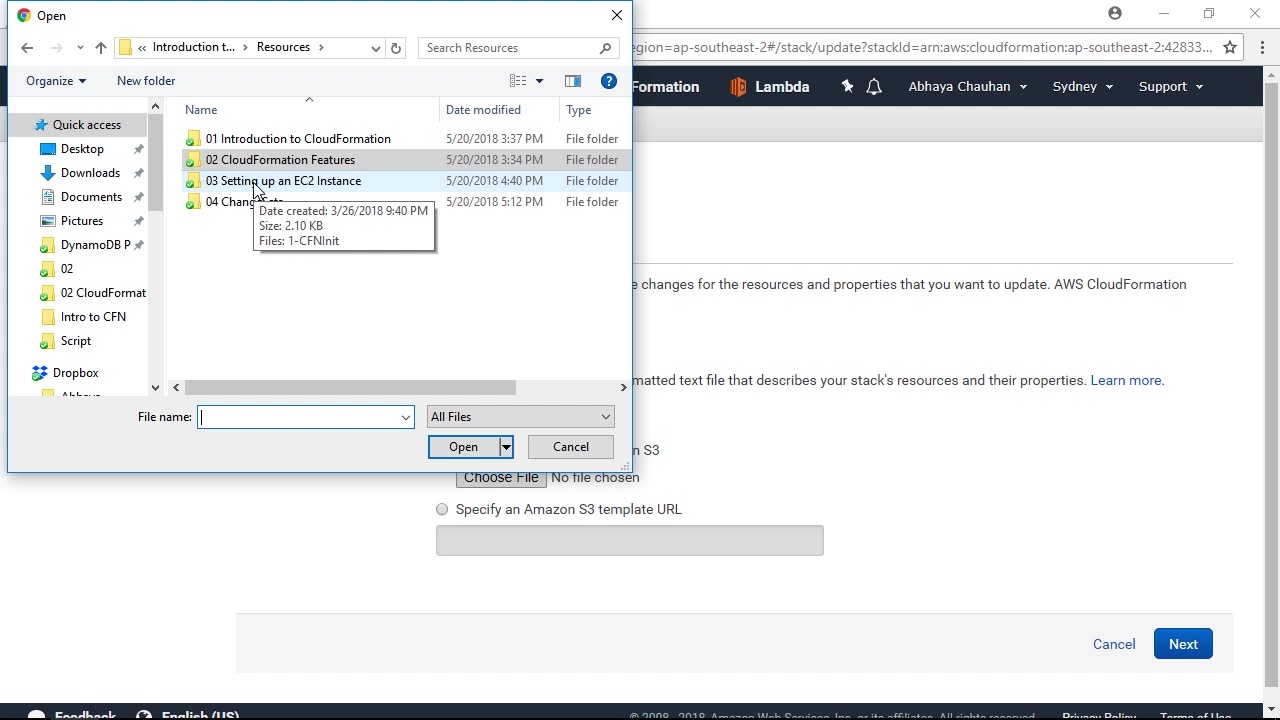 Open
« Introduction t... › Resources ›
Search Resources
egion=ap-southeast-2#/stack/update?stackId=arn:aws:cloudformation:ap-southeast-2:42833...
Organize
New folder
Formation
Lambda
Abhaya Chauhan
Sydney
Support
Name
Date modified
Type
Quick access
Desktop
Downloads
Documents
Pictures
DynamoDB P
02
02 CloudFormat
Intro to CFN
Script
Dropbox
01 Introduction to CloudFormation 5/20/2018 3:37 PM File folder
02 CloudFormation Features 5/20/2018 3:34 PM File folder
03 Setting up an EC2 Instance 5/20/2018 4:40 PM File folder
04 Chang 5/20/2018 5:12 PM File folder
Date created: 3/26/2018 9:40 PM
Size: 2.10 KB
Files: 1-CFNInit
e changes for the resources and properties that you want to update. AWS CloudFormation
matted text file that describes your stack's resources and their properties. Learn more.
File name:
All Files
Open
Cancel
n S3
Choose File No file chosen
Specify an Amazon S3 template URL
Cancel
Next
Feedback
English (US)
© 2008 - 2018, Amazon Web Services, Inc. or its affiliates. All rights reserved.
Privacy Policy
Terms of Use